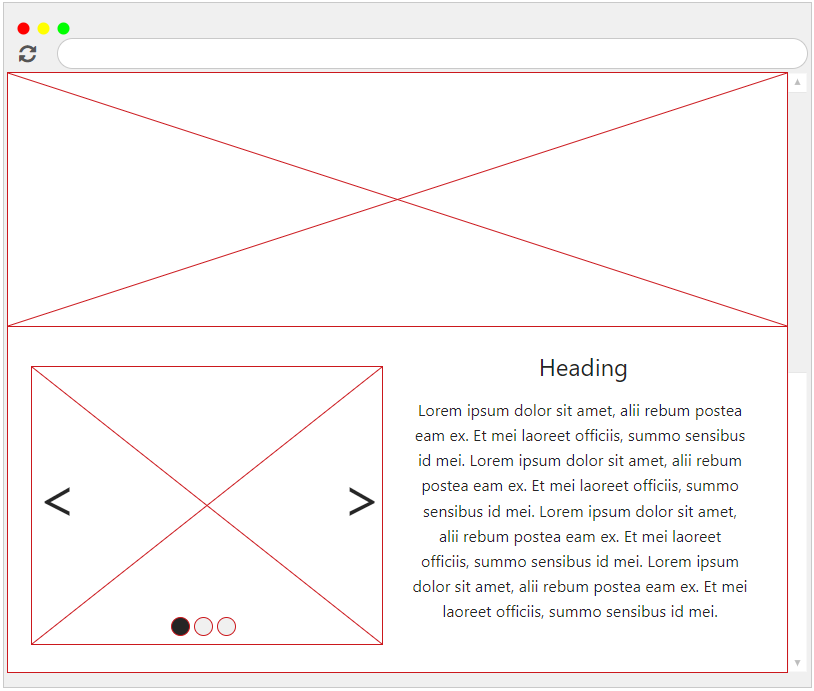 Heading
Lorem ipsum dolor sit amet, alii rebum postea
eam ex. Et mei laoreet officiis, summo sensibus
id mei. Lorem ipsum dolor sit amet, alii rebum
postea eam ex. Et mei laoreet officiis, summo
sensibus id mei. Lorem ipsum dolor sit amet,
alii rebum postea eam ex. Et mei laoreet
officiis, summo sensibus id mei. Lorem ipsum
dolor sit amet, alii rebum postea eam ex. Et mei
laoreet officiis, summo sensibus id mei.
< >